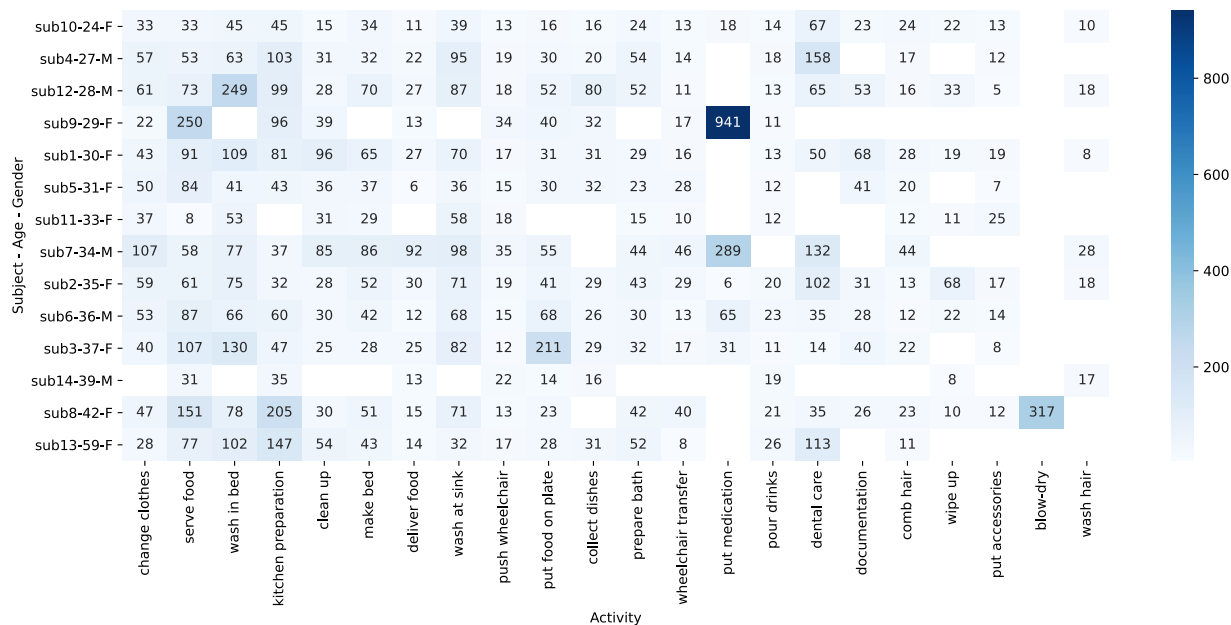 sub10-24-F 33 33 45 45 15 34 11 39 13 16 16 24 13 18 14 67 23 24 22 13 10
sub4-27-M 57 53 63 103 31 32 22 95 19 30 20 54 14 18 158 17 12
sub12-28-M 61 73 249 99 28 70 27 87 18 52 80 52 11 13 65 53 16 33 5 18
sub9-29-F 22 250 96 39 13 34 40 32 17 941 11
sub1-30-F 43 91 109 81 96 65 27 70 17 31 31 29 16 13 50 68 28 19 19 8
sub5-31-F 50 84 41 43 36 37 6 36 15 30 32 23 28 12 41 20 7
sub11-33-F 37 8 53 31 29 58 18 15 10 12 12 11 25
sub7-34-M 107 58 77 37 85 86 92 98 35 55 44 46 289 132 44 28
sub2-35-F 59 61 75 32 28 52 30 71 19 41 29 43 29 6 20 102 31 13 68 17 18
sub6-36-M 53 87 66 60 30 42 12 68 15 68 26 30 13 65 23 35 28 12 22 14
sub3-37-F 40 107 130 47 25 28 25 82 12 211 29 32 17 31 11 14 40 22 8
sub14-39-M 31 35 13 22 14 16 19 8 17
sub8-42-F 47 151 78 205 30 51 15 71 13 23 42 40 21 35 26 23 10 12 317
sub13-59-F 28 77 102 147 54 43 14 32 17 28 31 52 8 26 113 11
Subject - Age - Gender
change clothes
serve food
wash in bed
kitchen preparation
clean up
make bed
deliver food
wash at sink
push wheelchair
put food on plate
collect dishes
prepare bath
wheelchair transfer
put medication
pour drinks
dental care
documentation
comb hair
wipe up
put accessories
blow-dry
wash hair
Activity
800
600
400
200